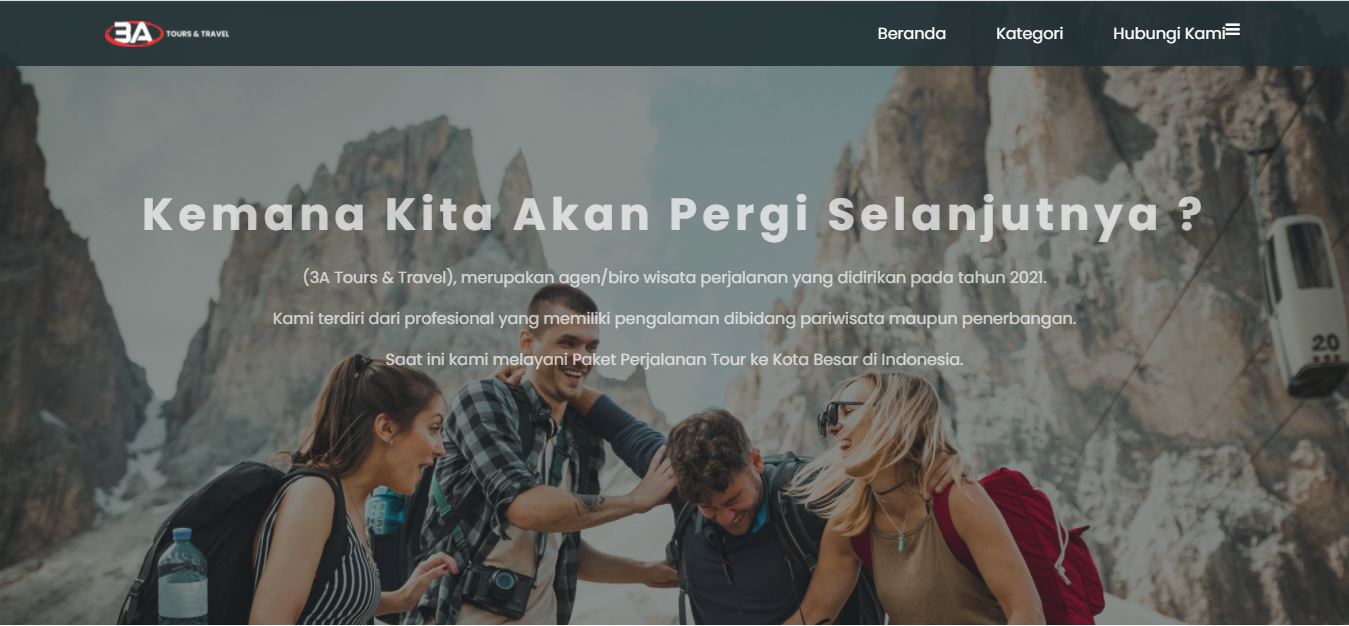 3A TOURS & TRAVEL
Beranda
Kategori
Hubungi Kami
Kemana Kita Akan Pergi Selanjutnya ?
(3A Tours & Travel), merupakan agen/biro wisata perjalanan yang didirikan pada tahun 2021.
Kami terdiri dari profesional yang memiliki pengalaman dibidang pariwisata maupun penerbangan.
Saat ini kami melayani Paket Perjalanan Tour ke Kota Besar di Indonesia.
20